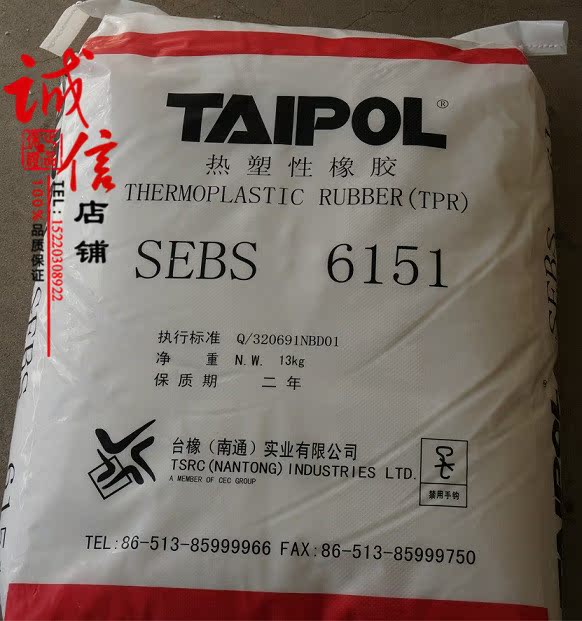 TAIPOL®
热塑性橡胶
THERMOPLASTIC RUBBER(TPR)
SEBS 6151
执行标准 Q/320691NBD01
净 重 N.W. 13kg
保质期 二年
台橡(南通)实业有限公司
TSRC(NANTONG)INDUSTRIES LTD.
A MEMBER OF CEC GROUP
禁用手钩
TEL:86-513-85999966 FAX:86-513-85999750
诚信
店铺
TEL:15220308922
100%品质保证
SEBS
SEBS
TAIPOL